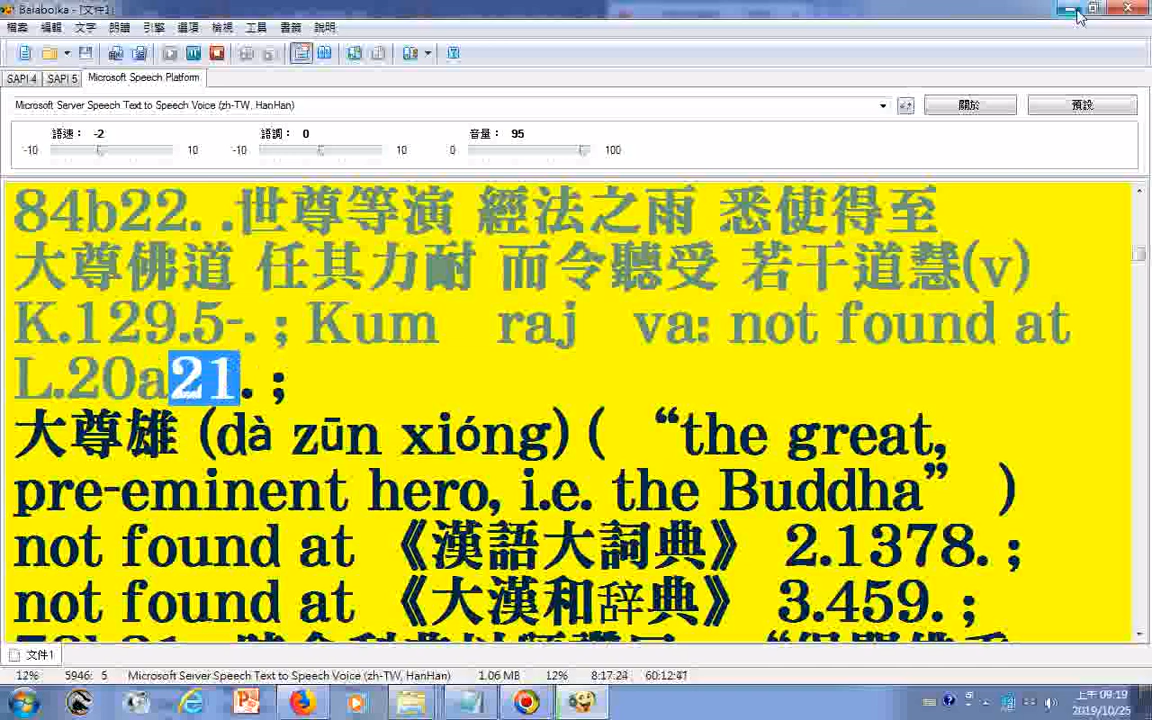 Balabolka - [文件1]
檔案 編輯 文字 朗讀 引擎 選項 檢視 工具 書籤 說明
SAPI 4 SAPI 5 Microsoft Speech Platform
Microsoft Server Speech Text to Speech Voice (zh-TW, HanHan) 關於 預設
語速： -2 語調： 0 音量： 95
-10 10 -10 10 0 100
84b22. .世尊等演 經法之雨 悉使得至
大尊佛道 任其力耐 而令聽受 若干道慧(v)
K.129.5-. ; Kum raj va: not found at
L.20a21. ;
大尊雄 (dà zūn xióng) ( “the great,
pre-eminent hero, i.e. the Buddha” )
not found at 《漢語大詞典》 2.1378. ;
not found at 《大漢和辞典》 3.459. ;
文件1
12% 5946: 5 Microsoft Server Speech Text to Speech Voice (zh-TW, HanHan) 1.06 MB 12% 8:17:24 60:12:41
上午 09:19
2019/10/25